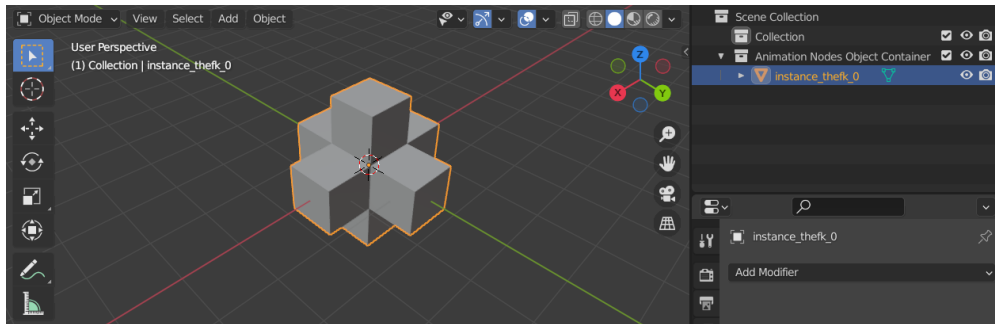 Object Mode View Select Add Object
User Perspective
(1) Collection | instance_thefk_0
Z
X
Y
Scene Collection
Collection
Animation Nodes Object Container
instance_thefk_0
instance_thefk_0
Add Modifier